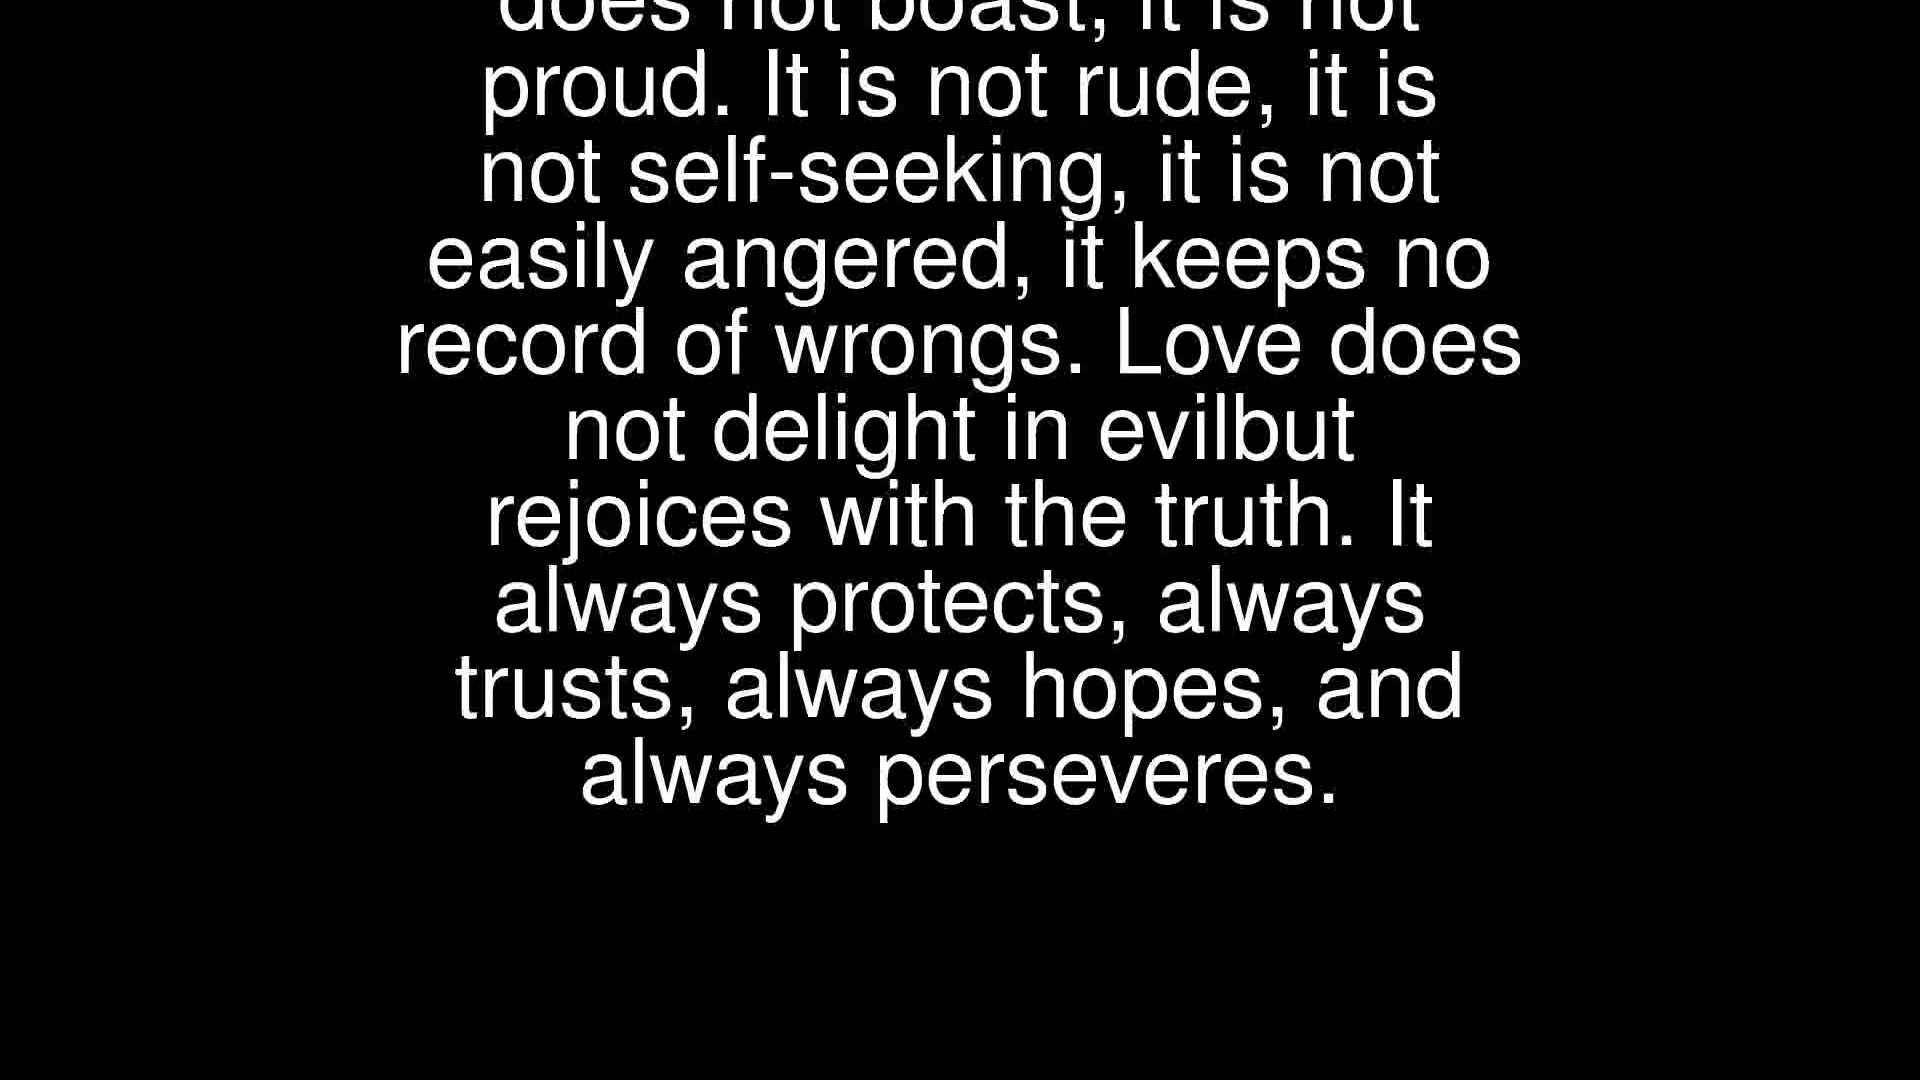 does not boast, it is not
proud. It is not rude, it is
not self-seeking, it is not
easily angered, it keeps no
record of wrongs. Love does
not delight in evilbut
rejoices with the truth. It
always protects, always
trusts, always hopes, and
always perseveres.